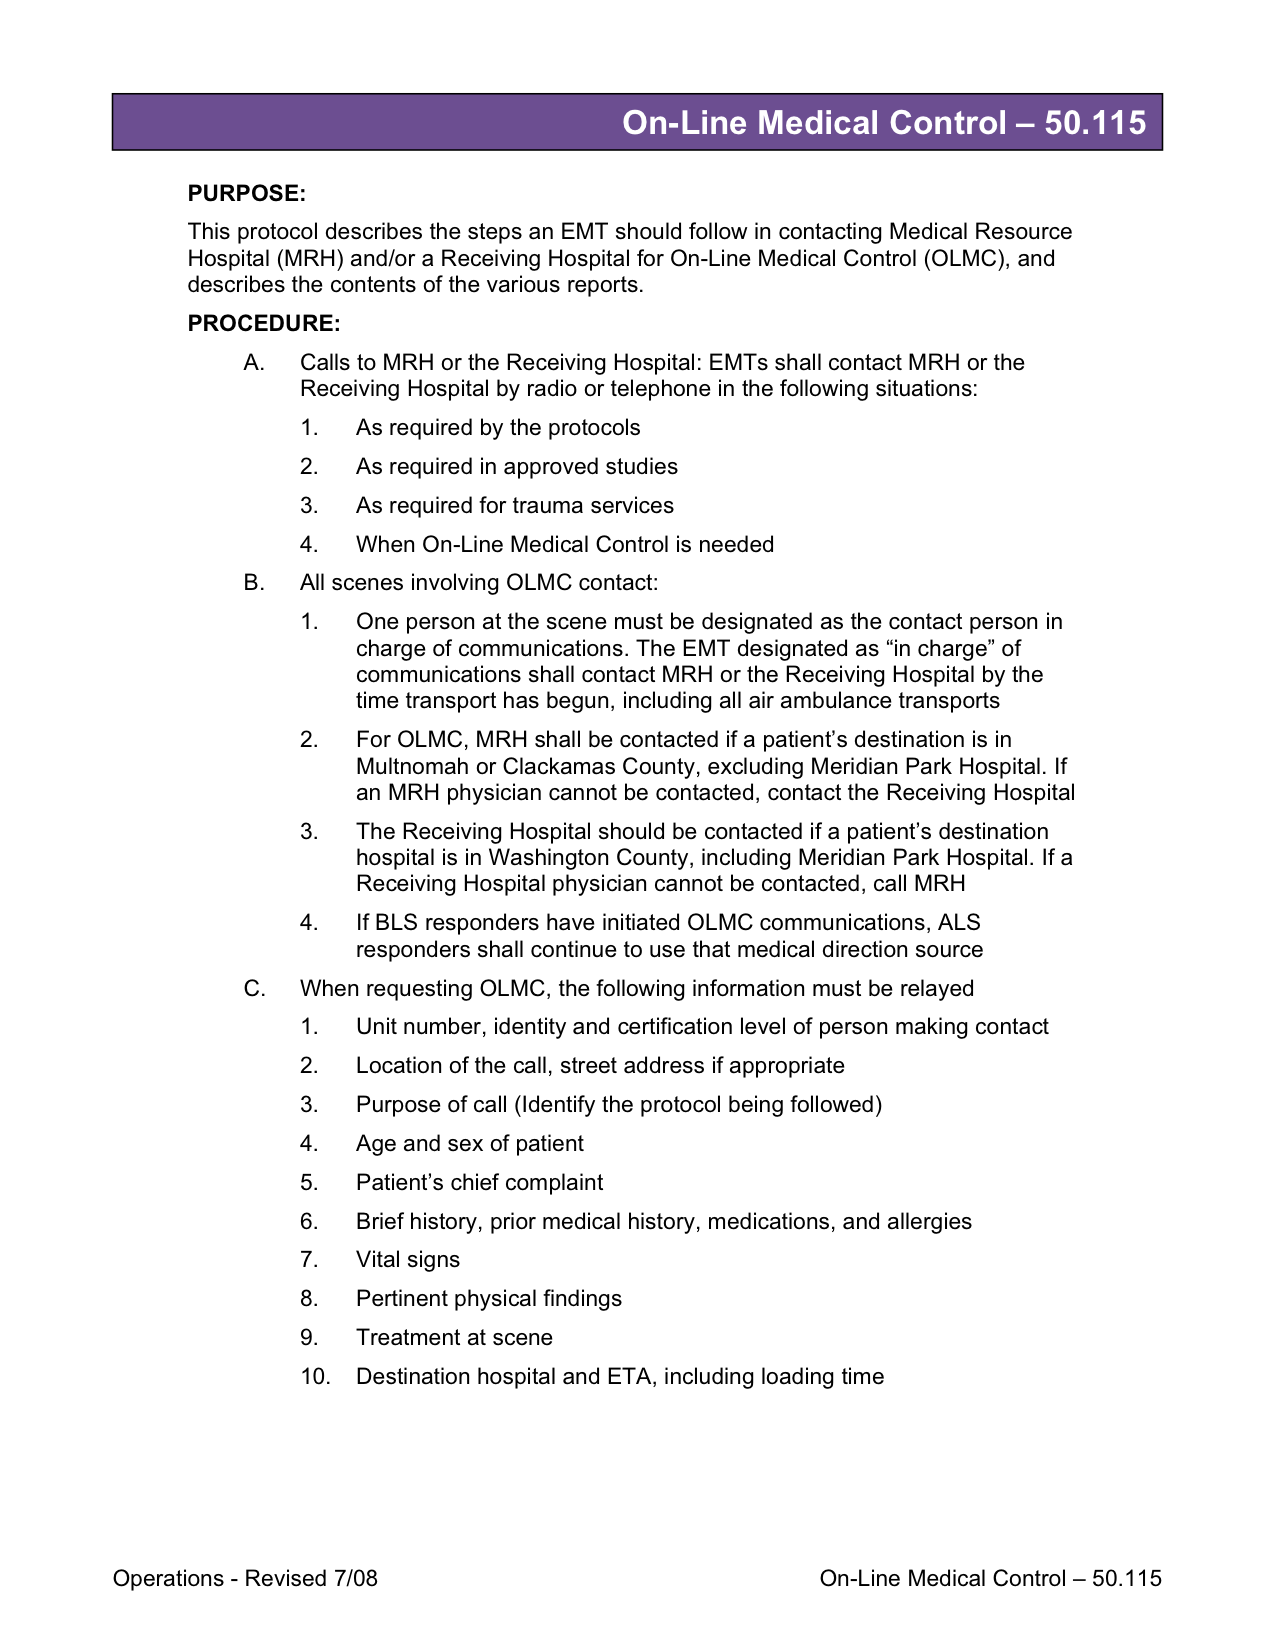 On-Line Medical Control – 50.115
PURPOSE:
This protocol describes the steps an EMT should follow in contacting Medical Resource
Hospital (MRH) and/or a Receiving Hospital for On-Line Medical Control (OLMC), and
describes the contents of the various reports.
PROCEDURE:
A. Calls to MRH or the Receiving Hospital: EMTs shall contact MRH or the
Receiving Hospital by radio or telephone in the following situations:
1. As required by the protocols
2. As required in approved studies
3. As required for trauma services
4. When On-Line Medical Control is needed
B. All scenes involving OLMC contact:
1. One person at the scene must be designated as the contact person in
charge of communications. The EMT designated as “in charge” of
communications shall contact MRH or the Receiving Hospital by the
time transport has begun, including all air ambulance transports
2. For OLMC, MRH shall be contacted if a patient’s destination is in
Multnomah or Clackamas County, excluding Meridian Park Hospital. If
an MRH physician cannot be contacted, contact the Receiving Hospital
3. The Receiving Hospital should be contacted if a patient’s destination
hospital is in Washington County, including Meridian Park Hospital. If a
Receiving Hospital physician cannot be contacted, call MRH
4. If BLS responders have initiated OLMC communications, ALS
responders shall continue to use that medical direction source
C. When requesting OLMC, the following information must be relayed
1. Unit number, identity and certification level of person making contact
2. Location of the call, street address if appropriate
3. Purpose of call (Identify the protocol being followed)
4. Age and sex of patient
5. Patient’s chief complaint
6. Brief history, prior medical history, medications, and allergies
7. Vital signs
8. Pertinent physical findings
9. Treatment at scene
10. Destination hospital and ETA, including loading time
Operations - Revised 7/08 On-Line Medical Control – 50.115